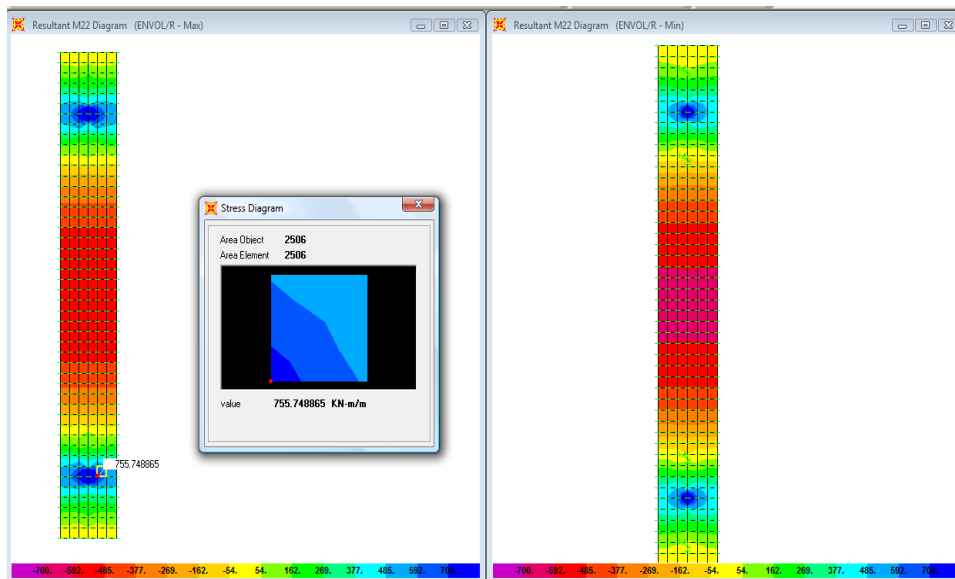 Resultant M22 Diagram (ENVOL/R - Max)
Resultant M22 Diagram (ENVOL/R - Min)
Stress Diagram
Area Object 2506
Area Element 2506
value 755.748865 KN-m/m
755.748865
-700. -592. -485. -377. -269. -162. -54. 54. 162. 269. 377. 485. 592. 700.
-700. -592. -485. -377. -269. -162. -54. 54. 162. 269. 377. 485. 592. 700.